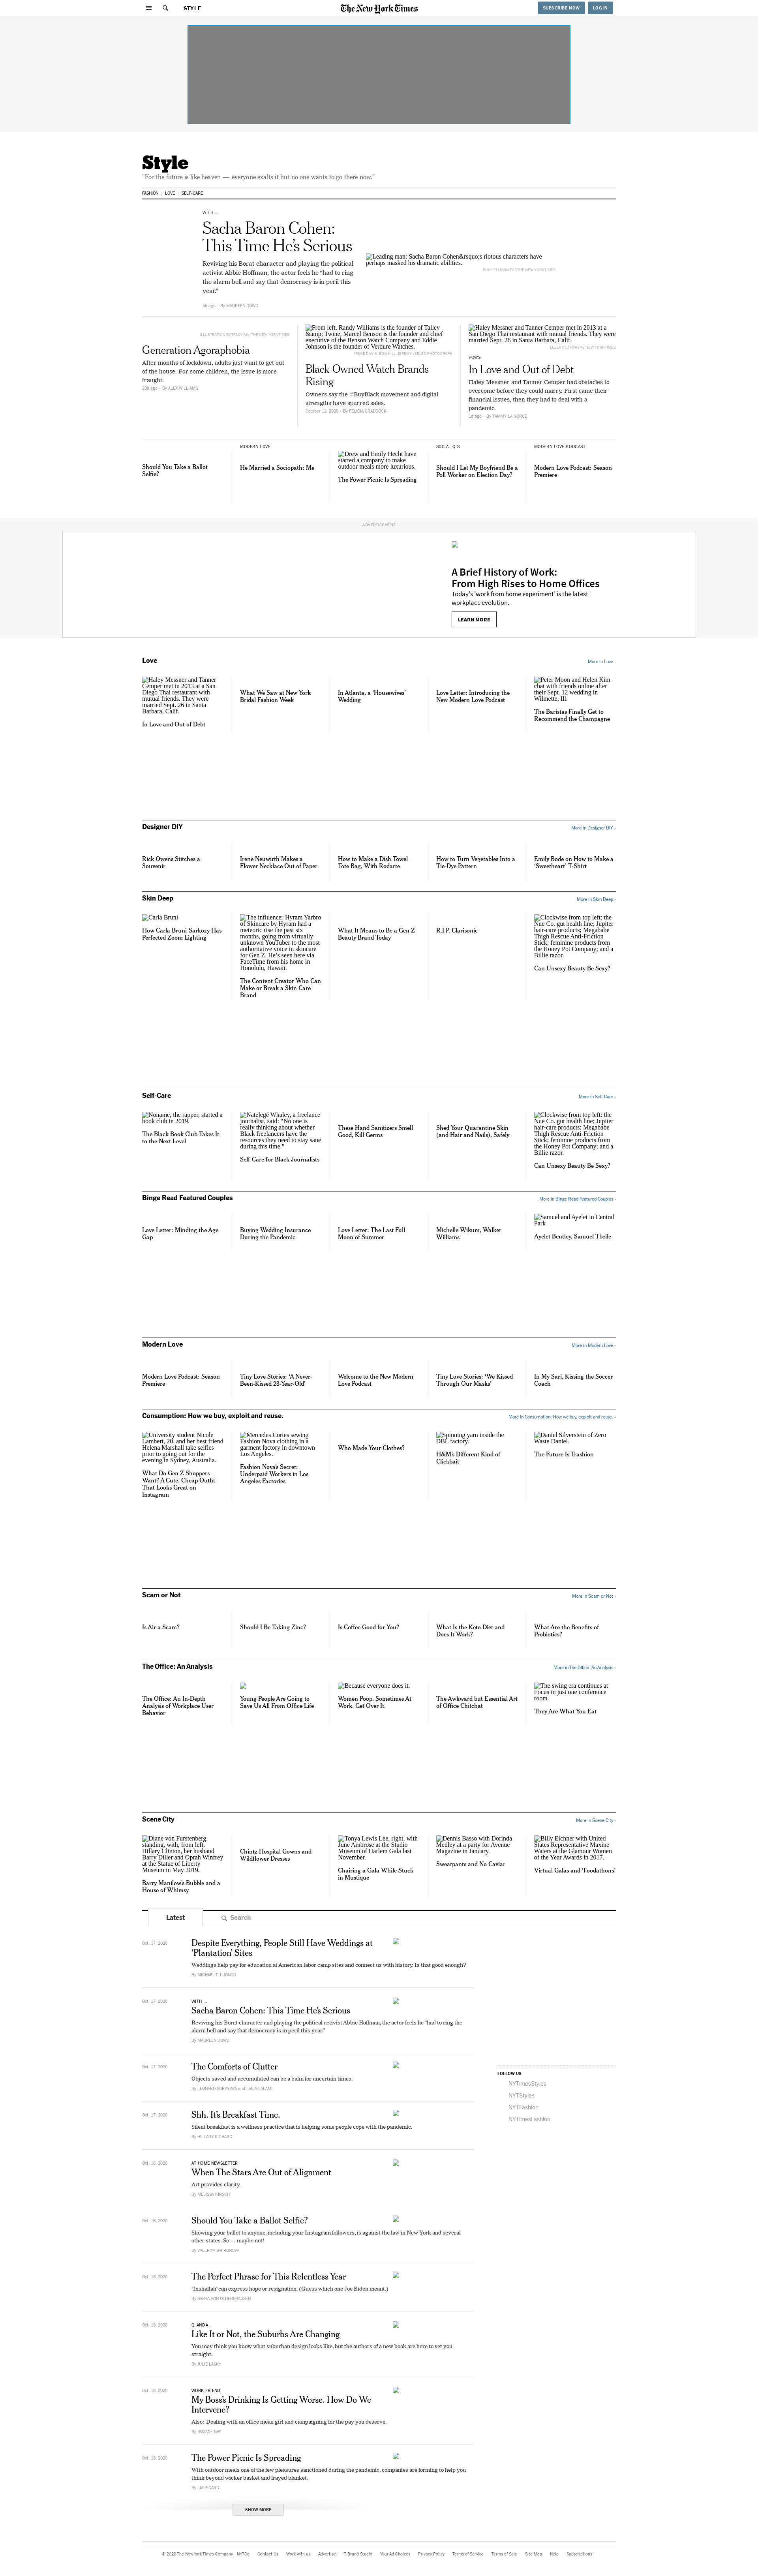 STYLE
The New York Times
SUBSCRIBE NOW
LOG IN
Style
"For the future is like heaven — everyone exalts it but no one wants to go there now."
FASHION
LOVE
SELF-CARE
WITH ...
Sacha Baron Cohen:
This Time He's Serious
Reviving his Borat character and playing the political
activist Abbie Hoffman, the actor feels he "had to ring
the alarm bell and say that democracy is in peril this
year."
By MAUREEN DOWD
Leading man: Sacha Baron Cohen&rsquo;s riotous characters have
perhaps masked his dramatic abilities.
Generation Agoraphobia
After months of lockdown, adults just want to get out
of the house. For some children, the issue is more
fraught.
20h ago – By ALEX WILLIAMS
From left, Randy Williams is the founder of Talley
&amp; Twine, Marvel Benson is the founder and chief
executive of the Benson Watch Company and Eddie
Johnson is the founder of Verdure Watches.
Black-Owned Watch Brands
Rising
Owners say the #BuyBlack movement and digital
strengths have spurred sales.
October 12, 2020 – By FELICIA CRADDOCK
Haley Messner and Tanner Cemper met in 2013 at a
San Diego Thai restaurant with mutual friends. They were
married Sept. 26 in Santa Barbara, Calif.
VOWS
In Love and Out of Debt
Haley Messner and Tanner Cemper had obstacles to
overcome before they could marry. First came their
financial issues, then they had to deal with a
pandemic.
1d ago – By TAMMY LA GORCE
Should You Take a Ballot
Selfie?
MODERN LOVE
He Married a Sociopath: Me
Drew and Emily Hecht have
started a company to make
outdoor meals more luxurious.
The Power Picnic Is Spreading
SOCIAL Q'S
Should I Let My Boyfriend Be a
Poll Worker on Election Day?
MODERN LOVE PODCAST
Modern Love Podcast: Season
Premiere
ADVERTISEMENT
A Brief History of Work:
From High Rises to Home Offices
Today's 'work from home experiment' is the latest
workplace evolution.
LEARN MORE
Love
More in Love ›
Haley Messner and Tanner
Cemper met in 2013 at a San
Diego Thai restaurant with
mutual friends. They were
married Sept. 26 in Santa
Barbara, Calif.
In Love and Out of Debt
What We Saw at New York
Bridal Fashion Week
In Atlanta, a 'Housewives'
Wedding
Love Letter: Introducing the
New Modern Love Podcast
Peter Moon and Helen Kim
chat with friends online after
their Sept. 12 wedding in
Wilmette, Ill.
The Baristas Finally Get to
Recommend the Champagne
Designer DIY
More in Designer DIY ›
Rick Owens Stitches a
Souvenir
Irene Neuwirth Makes a
Flower Necklace Out of Paper
How to Make a Dish Towel
Tote Bag, With Rodarte
How to Turn Vegetables Into a
Tie-Dye Pattern
Emily Bode on How to Make a
'Sweetheart' T-Shirt
Skin Deep
More in Skin Deep ›
Carla Bruni
How Carla Bruni-Sarkozy Has
Perfected Zoom Lighting
The influencer Hyram Yarbro
of Skincare by Hyram had a
meteoric rise the past six
months, going from virtually
unknown YouTuber to the most
authoritative voice in skincare
for Gen Z. He's seen here via
FaceTime from his home in
Honolulu, Hawaii.
The Content Creator Who Can
Make or Break a Skin Care
Brand
What It Means to Be a Gen Z
Beauty Brand Today
R.I.P. Clarisonic
Clockwise from top left: the
Nue Co. gut health line; Jupiter
hair-care products; Megababe
Thigh Rescue Anti-Friction
Stick; feminine products from
the Honey Pot Company; and a
Billie razor.
Can Unsexy Beauty Be Sexy?
Self-Care
More in Self-Care ›
Noname, the rapper, started a
book club in 2019.
The Black Book Club Takes It
to the Next Level
Natelegé Whaley, a freelance
journalist, said: "No one is
really thinking about whether
Black freelancers have the
resources they need to stay sane
during this time."
Self-Care for Black Journalists
These Hand Sanitizers Smell
Good, Kill Germs
Shed Your Quarantine Skin
(and Hair and Nails), Safely
Clockwise from top left: the
Nue Co. gut health line; Jupiter
hair-care products; Megababe
Thigh Rescue Anti-Friction
Stick; feminine products from
the Honey Pot Company; and a
Billie razor.
Can Unsexy Beauty Be Sexy?
Binge Read Featured Couples
More in Binge Read Featured Couples ›
Love Letter: Minding the Age
Gap
Buying Wedding Insurance
During the Pandemic
Love Letter: The Last Full
Moon of Summer
Michelle Wikum, Walker
Williams
Samuel and Ayelet in Central
Park
Ayelet Bentley, Samuel Theile
Modern Love
More in Modern Love ›
Modern Love Podcast: Season
Premiere
Tiny Love Stories: 'A Never-
Been-Kissed 23-Year-Old'
Welcome to the New Modern
Love Podcast
Tiny Love Stories: 'We Kissed
Through Our Masks'
In My Sari, Kissing the Soccer
Coach
Consumption: How we buy, exploit and reuse.
More in Consumption: How we buy, exploit and reuse. ›
University student Nicole
Lambert, 20, and her best friend
Helena Marshall take selfies
prior to going out for the
evening in Sydney, Australia.
What Do Gen Z Shoppers
Want? A Cute, Cheap Outfit
That Looks Great on
Instagram
Mercedes Cortes sewing
Fashion Nova clothing in a
garment factory in downtown
Los Angeles.
Fashion Nova's Secret:
Underpaid Workers in Los
Angeles Factories
Who Made Your Clothes?
Spinning yarn inside the
DBL factory.
H&M's Different Kind of
Clickbait
Daniel Silverstein of Zero
Waste Daniel.
The Future Is Trashion
Scam or Not
More in Scam or Not ›
Is Air a Scam?
Should I Be Taking Zinc?
Is Coffee Good for You?
What Is the Keto Diet and
Does It Work?
What Are the Benefits of
Probiotics?
The Office: An Analysis
More in The Office: An Analysis ›
The Office: An In-Depth
Analysis of Workplace User
Behavior
Young People Are Going to
Save Us All From Office Life
Because everyone does it.
Women Poop. Sometimes At
Work. Get Over It.
The Awkward but Essential Art
of Office Chitchat
The swing era continues at
Focus in just one conference
room.
They Are What You Eat
Scene City
More in Scene City ›
Diane von Furstenberg,
standing, with, from left,
Hillary Clinton, her husband
Barry Diller and Oprah Winfrey
at the Statue of Liberty
Museum in May 2019.
Barry Manilow's Bubble and a
House of Whimsy
Chintz Hospital Gowns and
Wildflower Dresses
Tonya Lewis Lee, right, with
June Ambrose at the Studio
Museum of Harlem Gala last
November.
Chairing a Gala While Stuck
in Mustique
Dennis Basso with Dorinda
Medley at a party for Avenue
Magazine in January.
Sweatpants and No Caviar
Billy Eichner with United
States Representative Maxine
Waters at the Glamour Women
of the Year Awards in 2017.
Virtual Galas and 'Foodathons'
Latest
Search
Oct. 17, 2020
Despite Everything, People Still Have Weddings at
'Plantation' Sites
Weddings help pay for education at American labor camp sites and connect us with history. Is that good enough?
By MICHAEL T. LUONGO
Oct. 17, 2020
WITH ...
Sacha Baron Cohen: This Time He's Serious
Reviving his Borat character and playing the political activist Abbie Hoffman, the actor feels he "had to ring the
alarm bell and say that democracy is in peril this year."
By MAUREEN DOWD
Oct. 17, 2020
The Comforts of Clutter
Objects saved and accumulated can be a balm for uncertain times.
Oct. 17, 2020
Shh. It's Breakfast Time.
Silent breakfast is a wellness practice that is helping some people cope with the pandemic.
By HILLARY RICHARD
Oct. 16, 2020
AT HOME NEWSLETTER
When The Stars Are Out of Alignment
Art provides clarity.
By MELISSA KIRSCH
Oct. 16, 2020
Should You Take a Ballot Selfie?
Showing your ballot to anyone, including your Instagram followers, is against the law in New York and several
other states. So ... maybe not!
By VALERIYA SAFRONOVA
Oct. 16, 2020
The Perfect Phrase for This Relentless Year
'Inshallah' can express hope or resignation. (Guess which one Joe Biden meant.)
By SASHA VON OLDERSHAUSEN
Oct. 16, 2020
Q. AND A.
Like It or Not, the Suburbs Are Changing
You may think you know what suburban design looks like, but the authors of a new book are here to set you
straight.
By JULIE LASKY
Oct. 16, 2020
WORK FRIEND
My Boss's Drinking Is Getting Worse. How Do We
Intervene?
Also: Dealing with an office mean girl and campaigning for the pay you deserve.
By ROXANE GAY
Oct. 16, 2020
The Power Picnic Is Spreading
With outdoor meals one of the few pleasures sanctioned during the pandemic, companies are forming to help you
think beyond wicker basket and frayed blanket.
By LIA PICARD
SHOW MORE
FOLLOW US
NYTimesStyles
NYTStyles
NYTFashion
NYTimesFashion
© 2020 The New York Times Company
NYTCo
Contact Us
Work with us
Advertise
T Brand Studio
Your Ad Choices
Privacy Policy
Terms of Service
Terms of Sale
Site Map
Help
Subscriptions